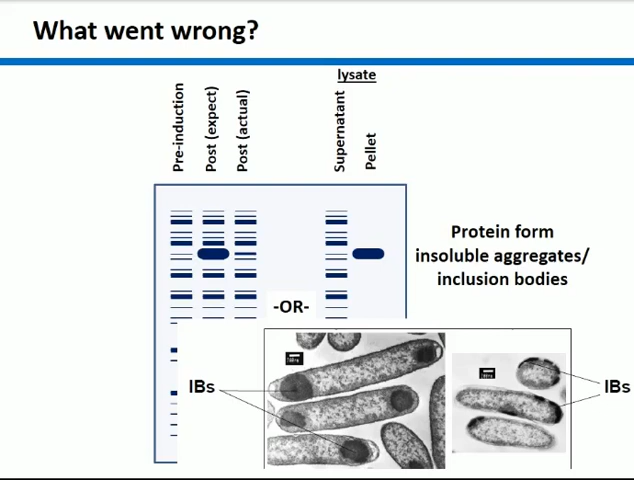 What went wrong?
lysate
Pre-induction
Post (expect)
Post (actual)
Supernatant
Pellet
Protein form
insoluble aggregates/
inclusion bodies
-OR-
IBs
IBs